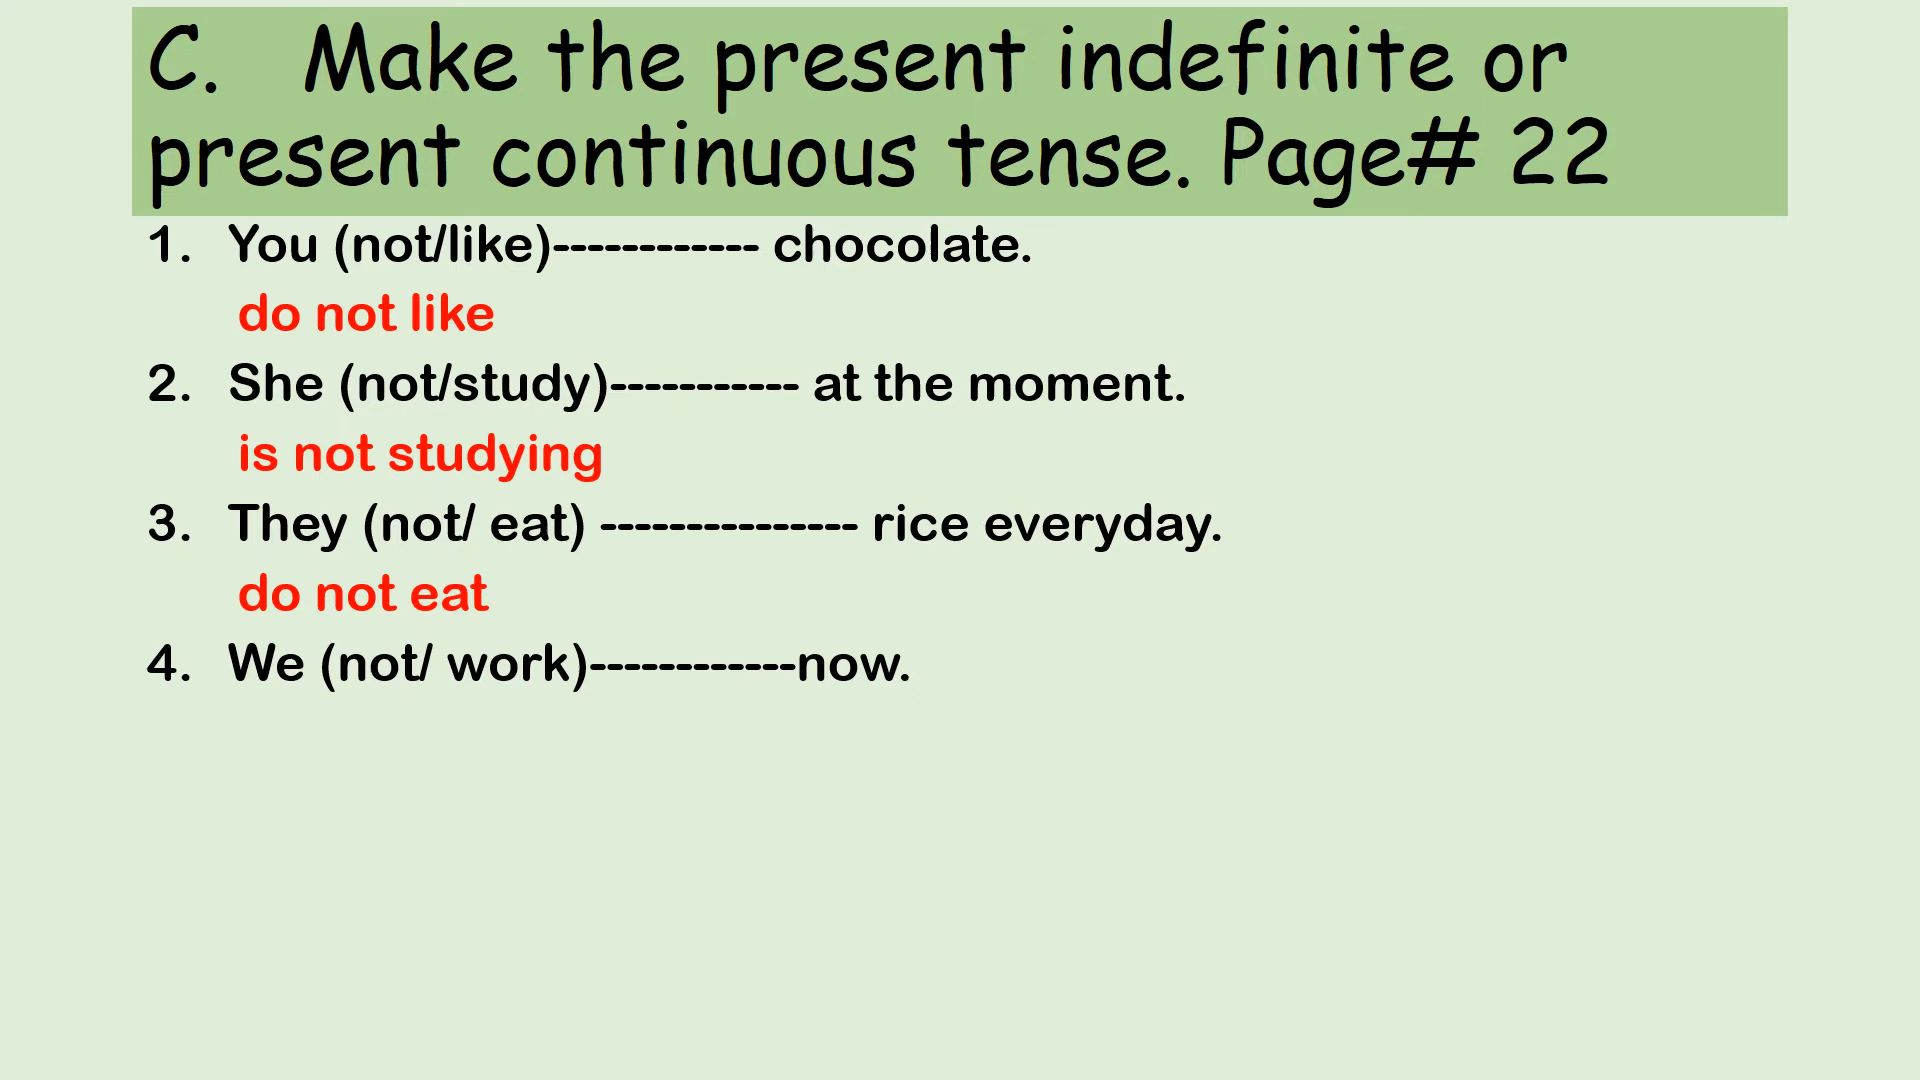 C. Make the present indefinite or
present continuous tense. Page# 22
1. You (not/like)------------ chocolate.
do not like
2. She (not/study)----------- at the moment.
is not studying
3. They (not/ eat) --------------- rice everyday.
do not eat
4. We (not/ work)------------now.